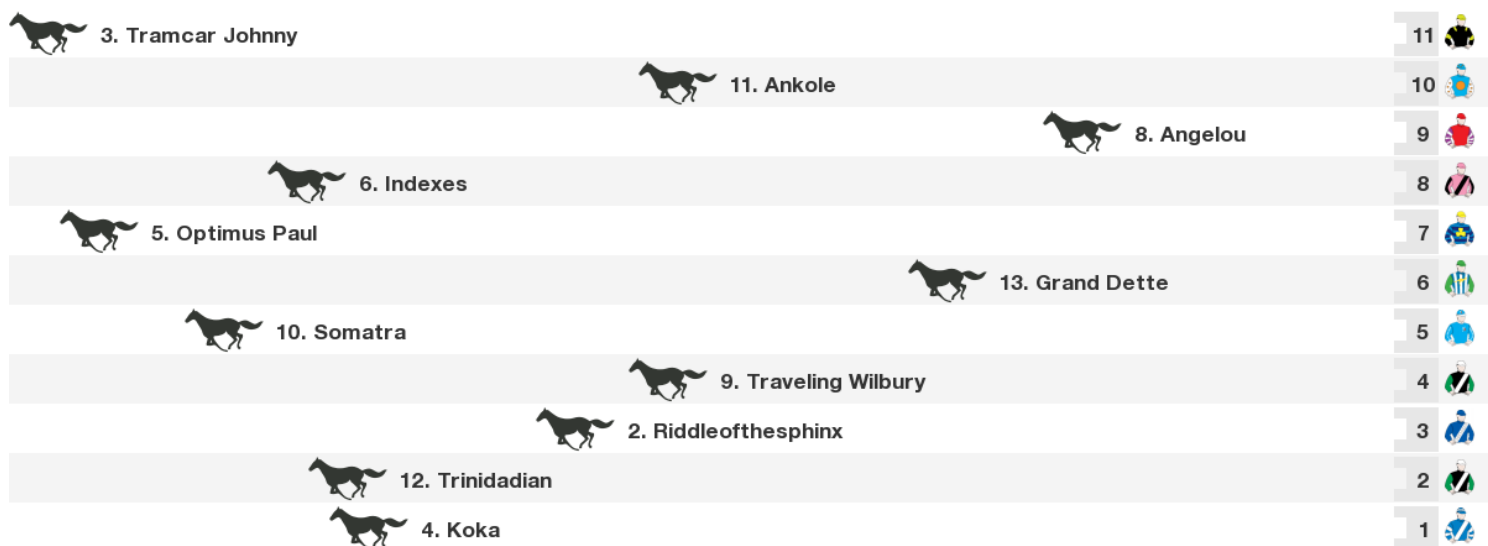 3. Tramcar Johnny 11
11. Ankole 10
8. Angelou 9
6. Indexes 8
5. Optimus Paul 7
13. Grand Dette 6
10. Somatra 5
9. Traveling Wilbury 4
2. Riddleofthesphinx 3
12. Trinidadian 2
4. Koka 1